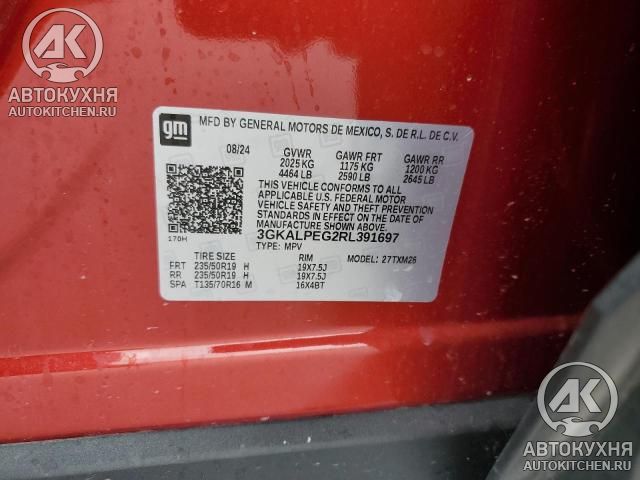 АК
АВТОКУХНЯ
AUTOKITCHEN.RU
gm
MFD BY GENERAL MOTORS DE MEXICO, S. DE R.L. DE C.V.
08/24 GVWR GAWR FRT GAWR RR
2025 KG 1175 KG 1200 KG
4464 LB 2590 LB 2645 LB
THIS VEHICLE CONFORMS TO ALL
APPLICABLE U.S. FEDERAL MOTOR
VEHICLE SAFETY AND THEFT PREVENTION
STANDARDS IN EFFECT ON THE DATE OF
MANUFACTURE SHOWN ABOVE.
3GKALPEG2RL391697
170H
TYPE: MPV MODEL: 27TXM26
TIRE SIZE RIM
FRT 235/50R19 H 19X7.5J
RR 235/50R19 H 19X7.5J
SPA T135/70R16 M 16X4BT
АК
АВТОКУХНЯ
AUTOKITCHEN.RU